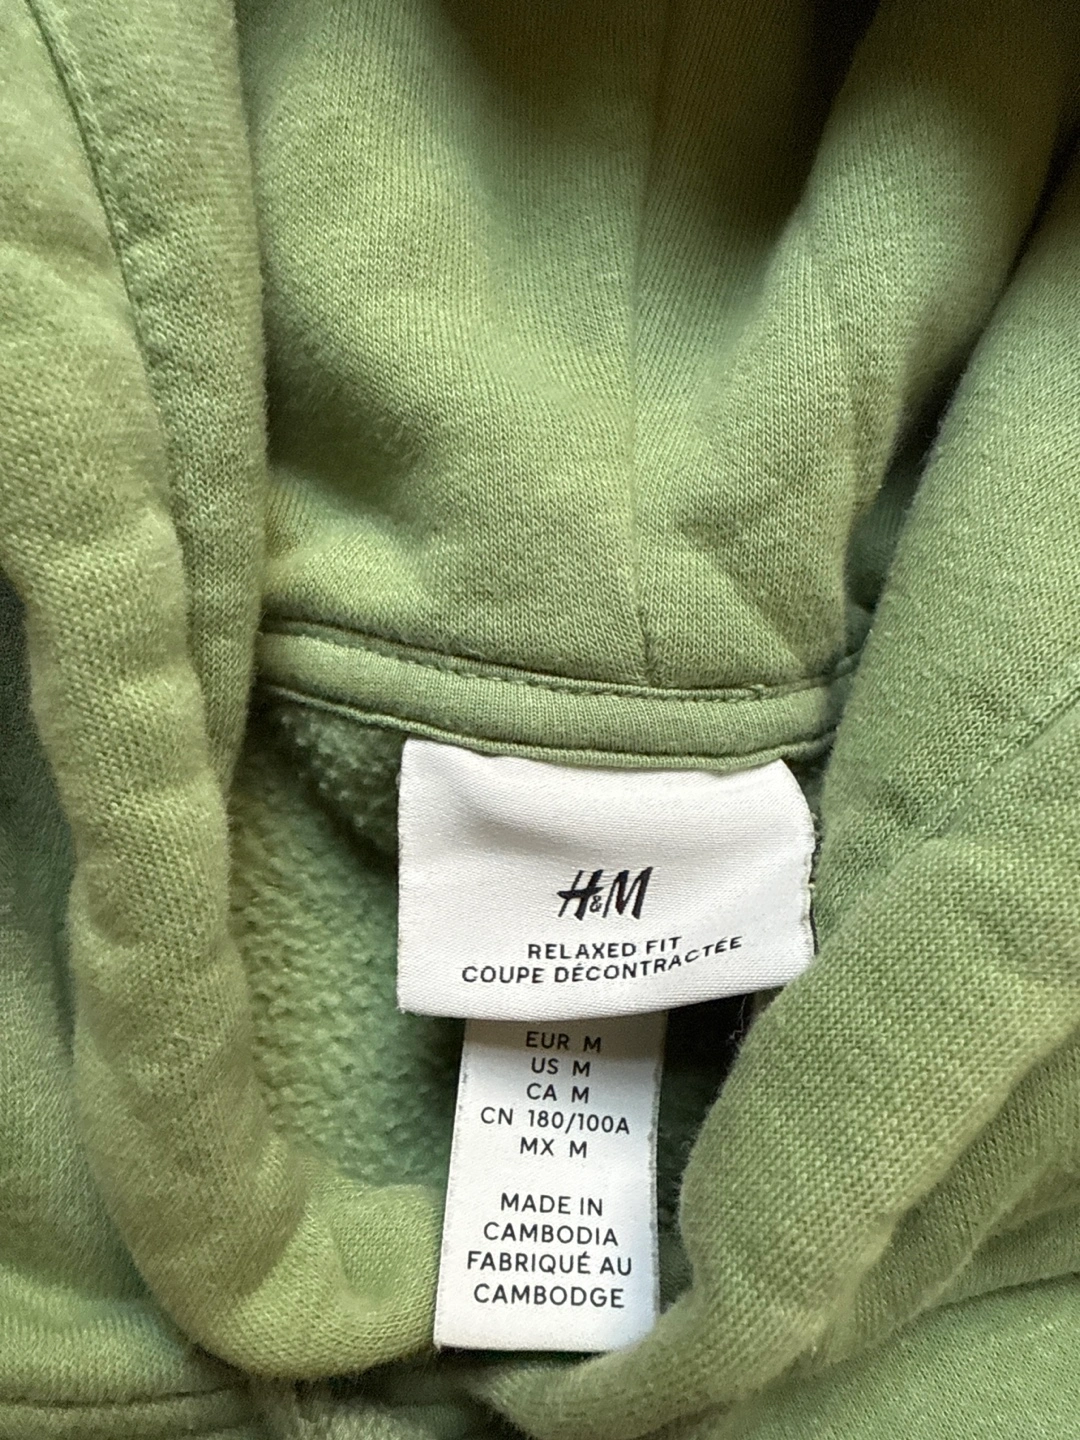 H&M
RELAXED FIT
COUPE DÉCONTRACTÉE
EUR M
US M
CA M
CN 180/100A
MX M
MADE IN
CAMBODIA
FABRIQUÉ AU
CAMBODGE